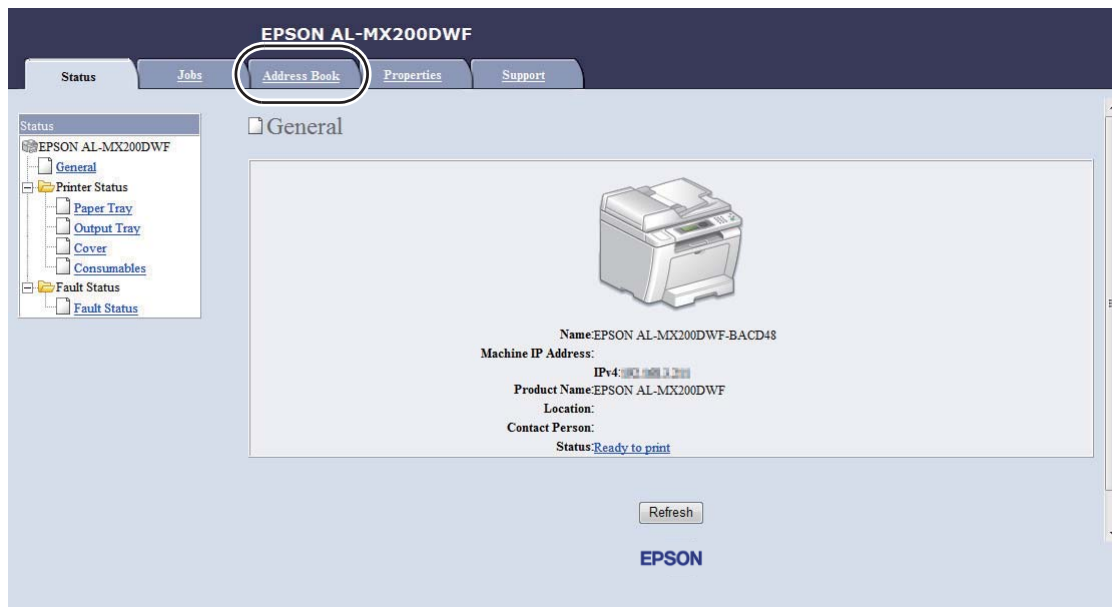 EPSON AL-MX200DWF
Status Jobs Address Book Properties Support
Status
EPSON AL-MX200DWF
General
Printer Status
Paper Tray
Output Tray
Cover
Consumables
Fault Status
Fault Status
General
Name:EPSON AL-MX200DWF-BACD48
Machine IP Address:
IPv4:
Product Name:EPSON AL-MX200DWF
Location:
Contact Person:
Status:Ready to print
Refresh
EPSON